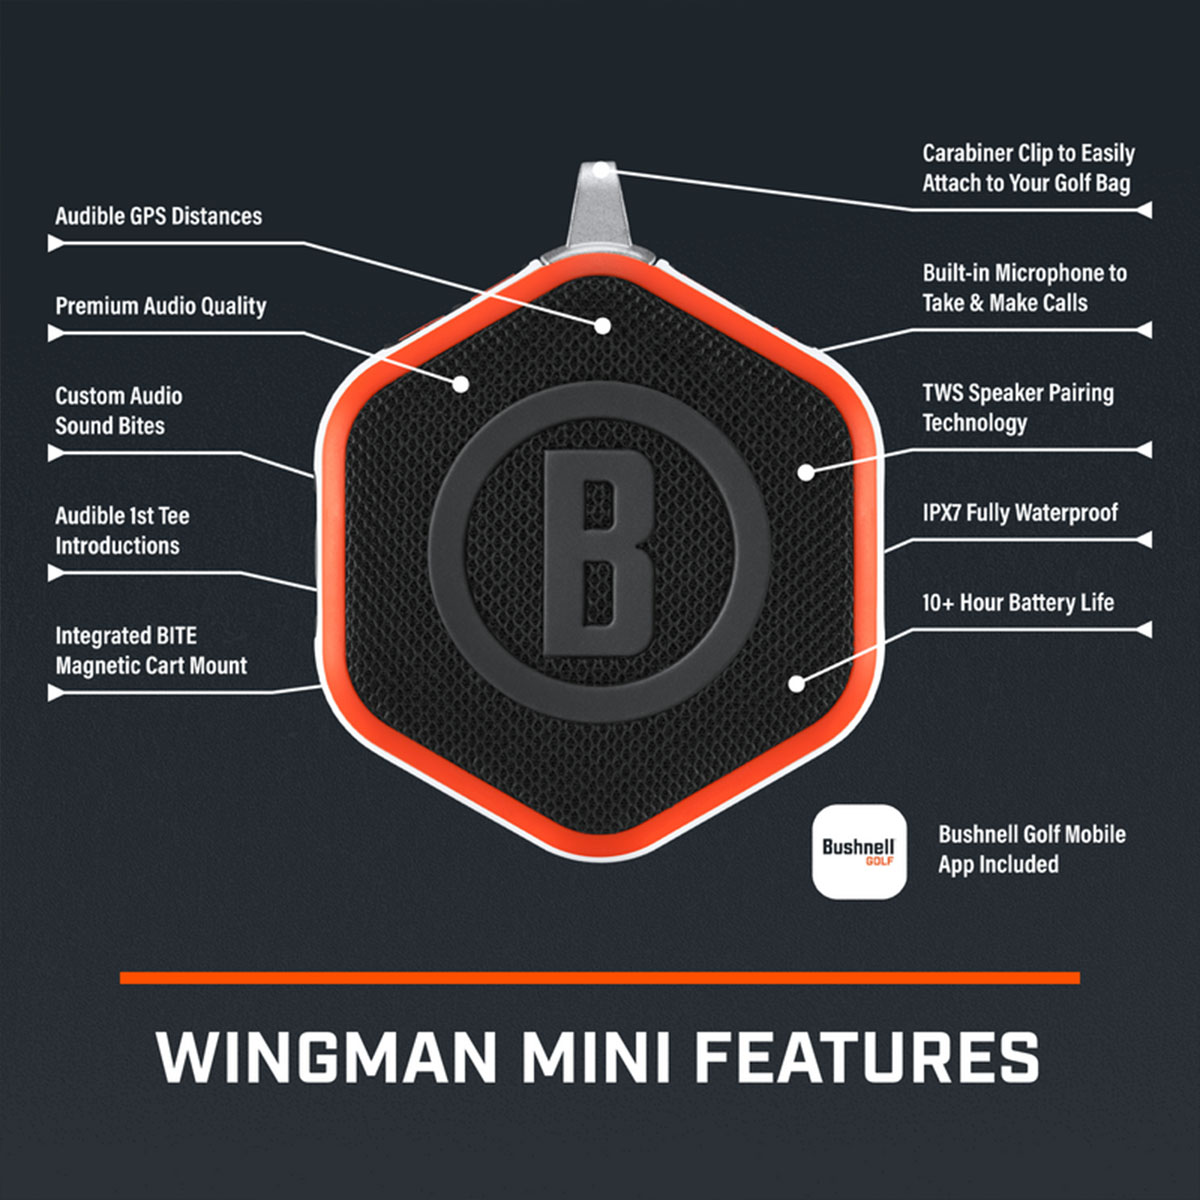 Audible GPS Distances
Premium Audio Quality
Custom Audio
Sound Bites
Audible 1st Tee
Introductions
Integrated BITE
Magnetic Cart Mount
B
Carabiner Clip to Easily
Attach to Your Golf Bag
Built-in Microphone to
Take & Make Calls
TWS Speaker Pairing
Technology
IPX7 Fully Waterproof
10+ Hour Battery Life
Bushnell
GOLF
Bushnell Golf Mobile
App Included
WINGMAN MINI FEATURES